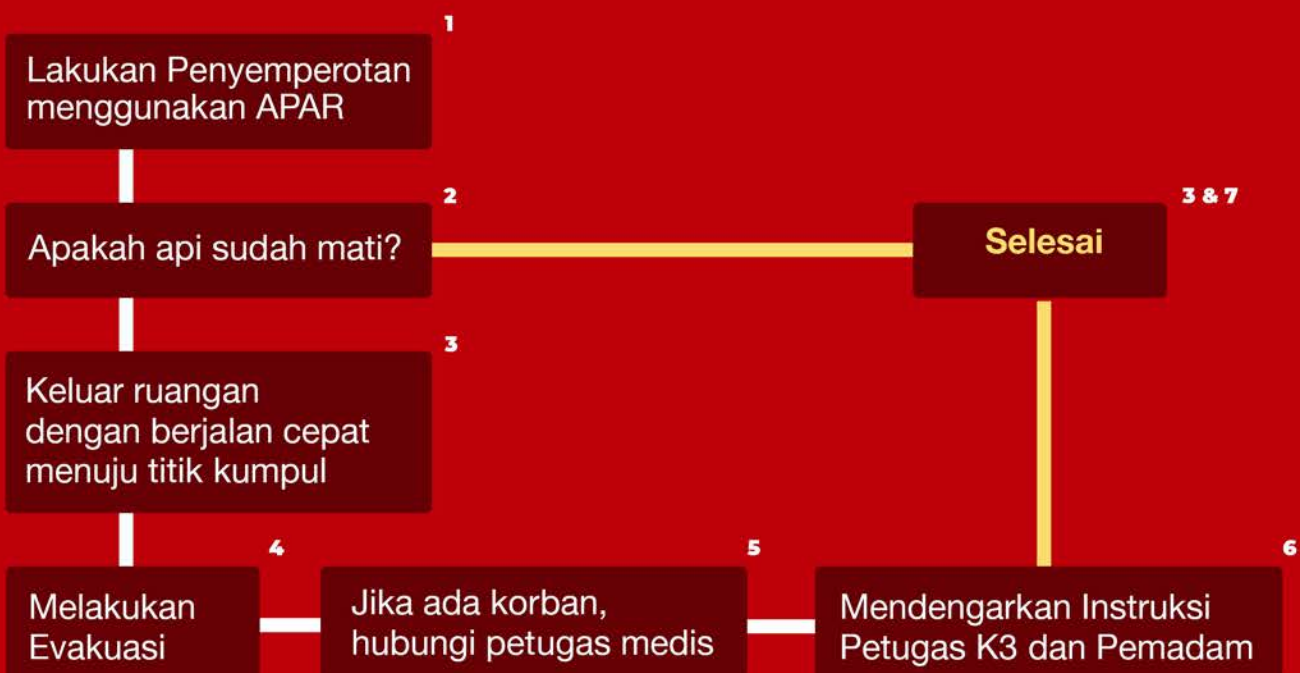 1
Lakukan Penyemperotan
menggunakan APAR
2
Apakah api sudah mati?
3 & 7
Selesai
3
Keluar ruangan
dengan berjalan cepat
menuju titik kumpul
4
Melakukan
Evakuasi
5
Jika ada korban,
hubungi petugas medis
6
Mendengarkan Instruksi
Petugas K3 dan Pemadam